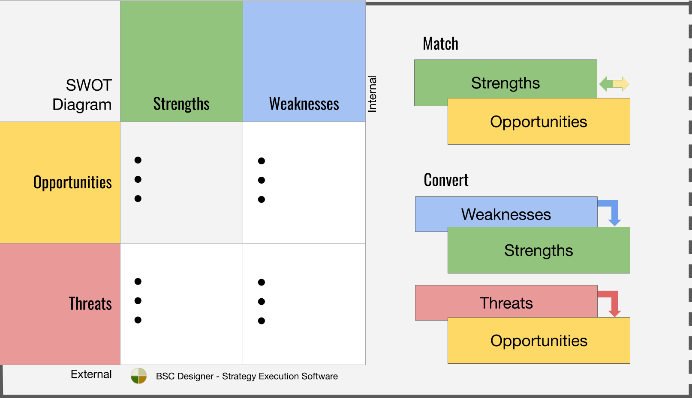 SWOT
Diagram
Strengths
Weaknesses
Internal
Opportunities
Threats
External
BSC Designer - Strategy Execution Software
Match
Strengths
Opportunities
Convert
Weaknesses
Strengths
Threats
Opportunities